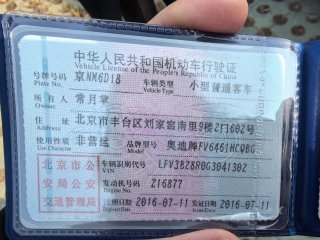 中华人民共和国机动车行驶证
Vehicle License of the People's Republic of China
号牌号码 京NM6D18 车辆类型 小型普通客车
Plate No. Vehicle Type
所有人 常月章
Owner
住址 北京市丰台区刘家窑南里9楼2门602号
Address
使用性质 非营运 品牌型号 奥迪牌FV6461HCQBG
北京市公 车辆识别代号 LFV3B28R0G3041302
VIN
安局公安 发动机号码 216877
Engine No.
交通管理局 注册日期 2016-07-11 发证日期 2016-07-11
Register Date Issue Date